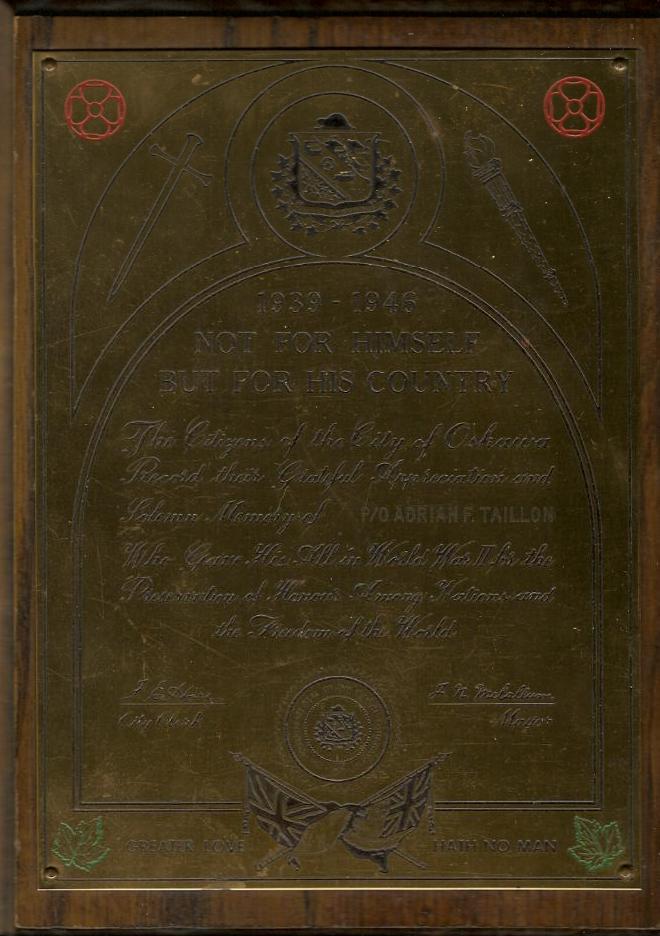 1939 - 1946
NOT FOR HIMSELF
BUT FOR HIS COUNTRY
The Citizens of the City of Oshawa
Record their Grateful Appreciation and
Solemn Memory of P/O ADRIAN F. TAILLON
Who Gave His All in World War II for the
Preservation of Honour Among Nations and
the Freedom of the World
City Clerk
F. N. McCallum
Mayor
GREATER LOVE HATH NO MAN